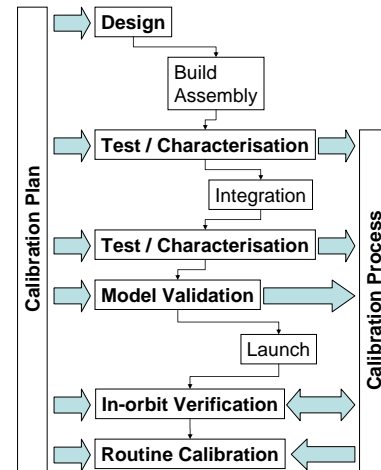 Calibration Plan
Design
Build
Assembly
Test / Characterisation
Integration
Test / Characterisation
Model Validation
Launch
In-orbit Verification
Routine Calibration
Calibration Process